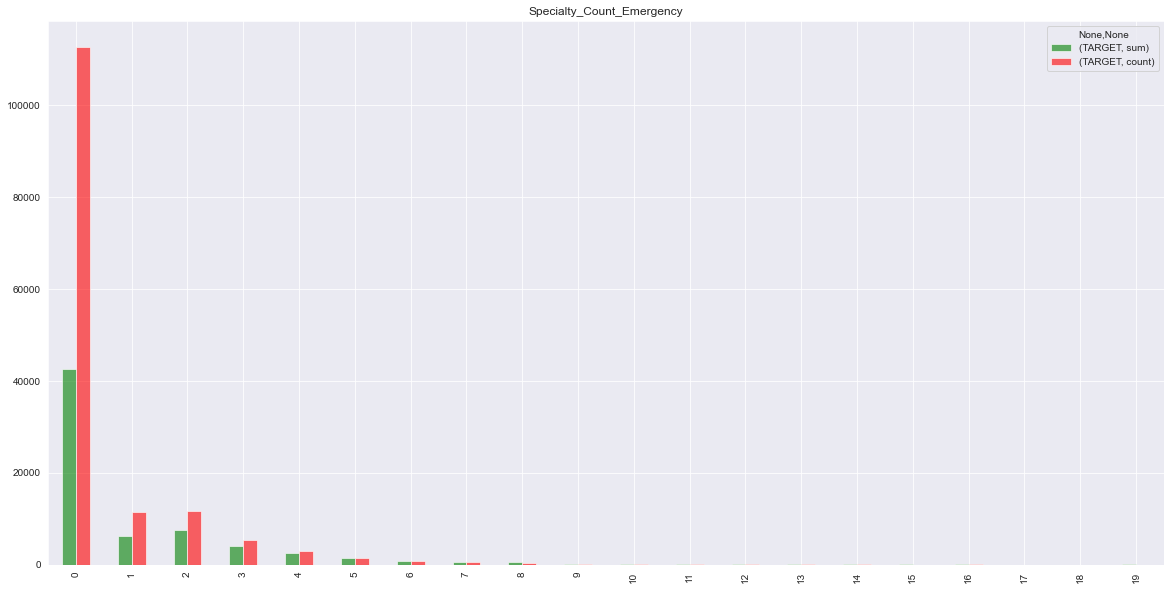 Specialty_Count_Emergency
None,None
(TARGET, sum)
(TARGET, count)
100000
80000
60000
40000
20000
0
0 1 2 3 4 5 6 7 8 9 10 11 12 13 14 15 16 17 18 19